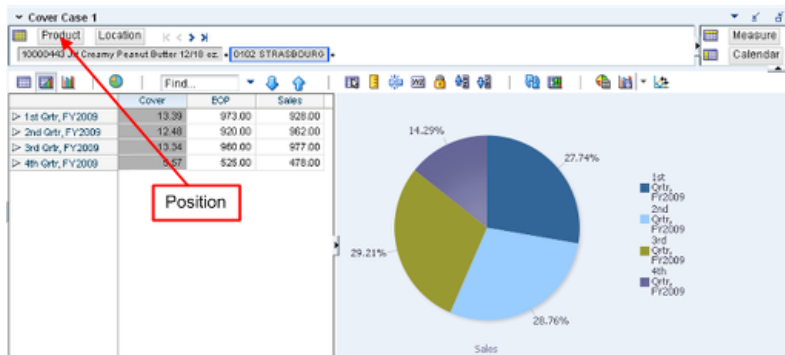 Cover Case 1
Product Location
Measure
10000443 Jif Creamy Peanut Butter 12/18 oz. 0102 STRASBOURG
Calendar
Find...
Cover EOP Sales
1st Qrtr, FY2009 13.39 973.00 928.00
2nd Qrtr, FY2009 12.48 920.00 962.00
3rd Qrtr, FY2009 13.34 960.00 977.00
4th Qrtr, FY2009 525.00 478.00
Position
14.29%
27.74%
29.21%
28.76%
1st
Qrtr,
FY2009
2nd
Qrtr,
FY2009
3rd
Qrtr,
FY2009
4th
Qrtr,
FY2009
Sales